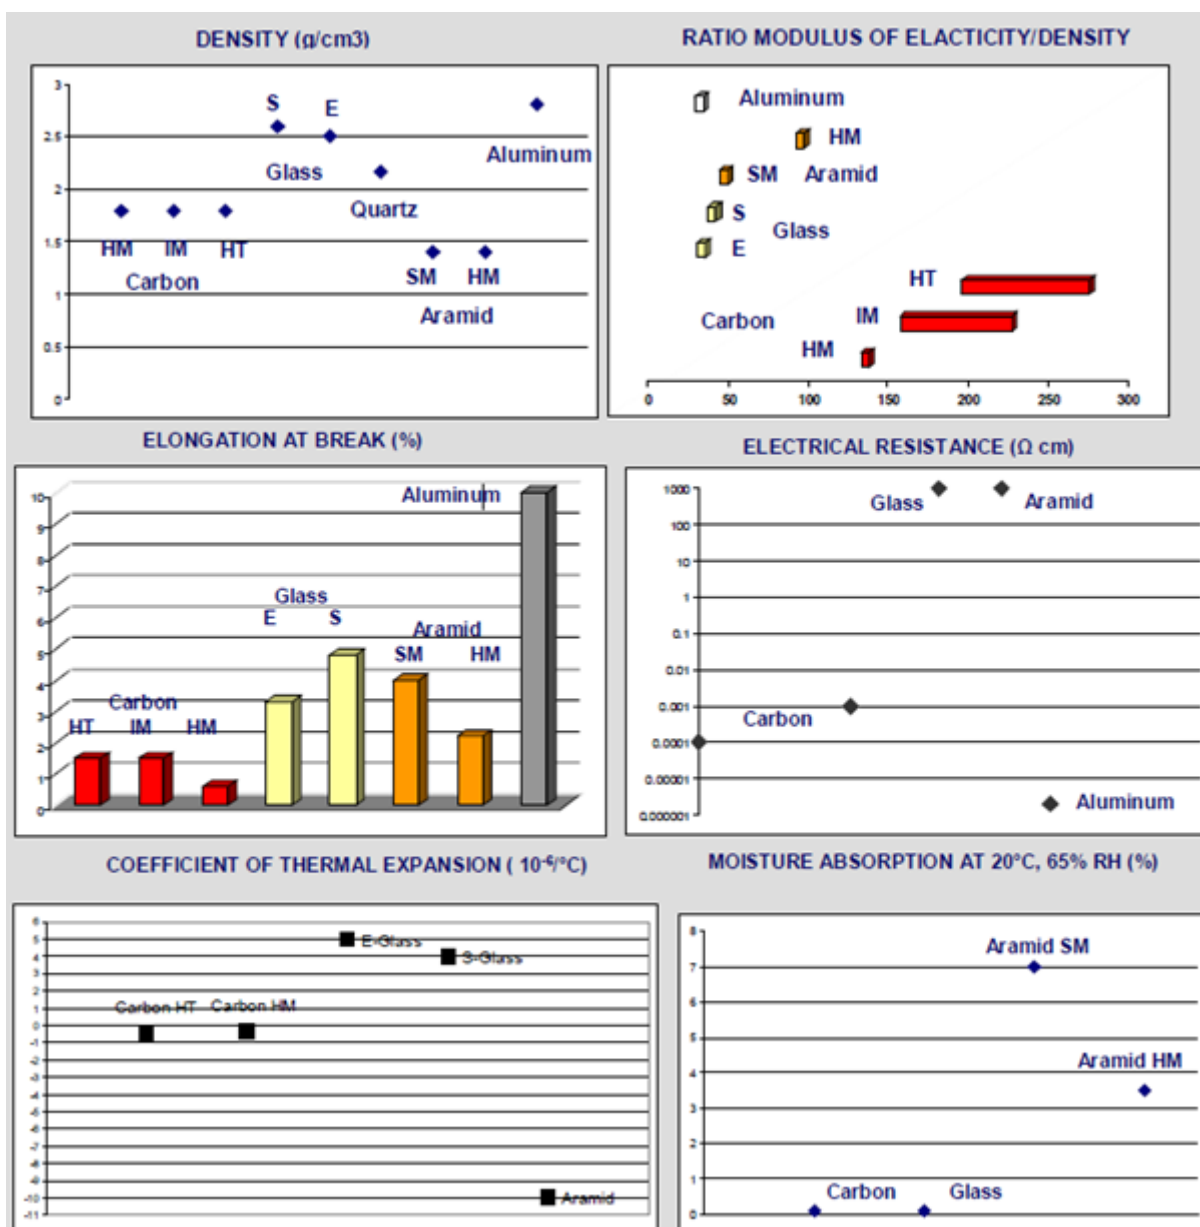 DENSITY (g/cm3)
3
2.5
2
1.5
1
0.5
0
S
E
Glass
Quartz
Aluminum
HM
IM
HT
Carbon
SM
HM
Aramid
RATIO MODULUS OF ELACTICITY/DENSITY
Aluminum
HM
SM Aramid
S
Glass
E
HT
Carbon
IM
HM
0 50 100 150 200 250 300
ELONGATION AT BREAK (%)
10
9
8
7
6
5
4
3
2
1
0
Aluminum
Glass
E S
Aramid
SM HM
Carbon
HT IM HM
ELECTRICAL RESISTANCE (Ω cm)
1000
100
10
1
0.1
0.01
0.001
0.0001
0.00001
0.000001
Glass
Aramid
Carbon
Aluminum
COEFFICIENT OF THERMAL EXPANSION ( 10⁻⁶/°C)
6
5
4
3
2
1
0
-1
-2
-3
-4
-5
-6
-7
-8
-9
-10
-11
E-Glass
S-Glass
Carbon HT
Carbon HM
Aramid
MOISTURE ABSORPTION AT 20°C, 65% RH (%)
8
7
6
5
4
3
2
1
0
Aramid SM
Aramid HM
Carbon
Glass